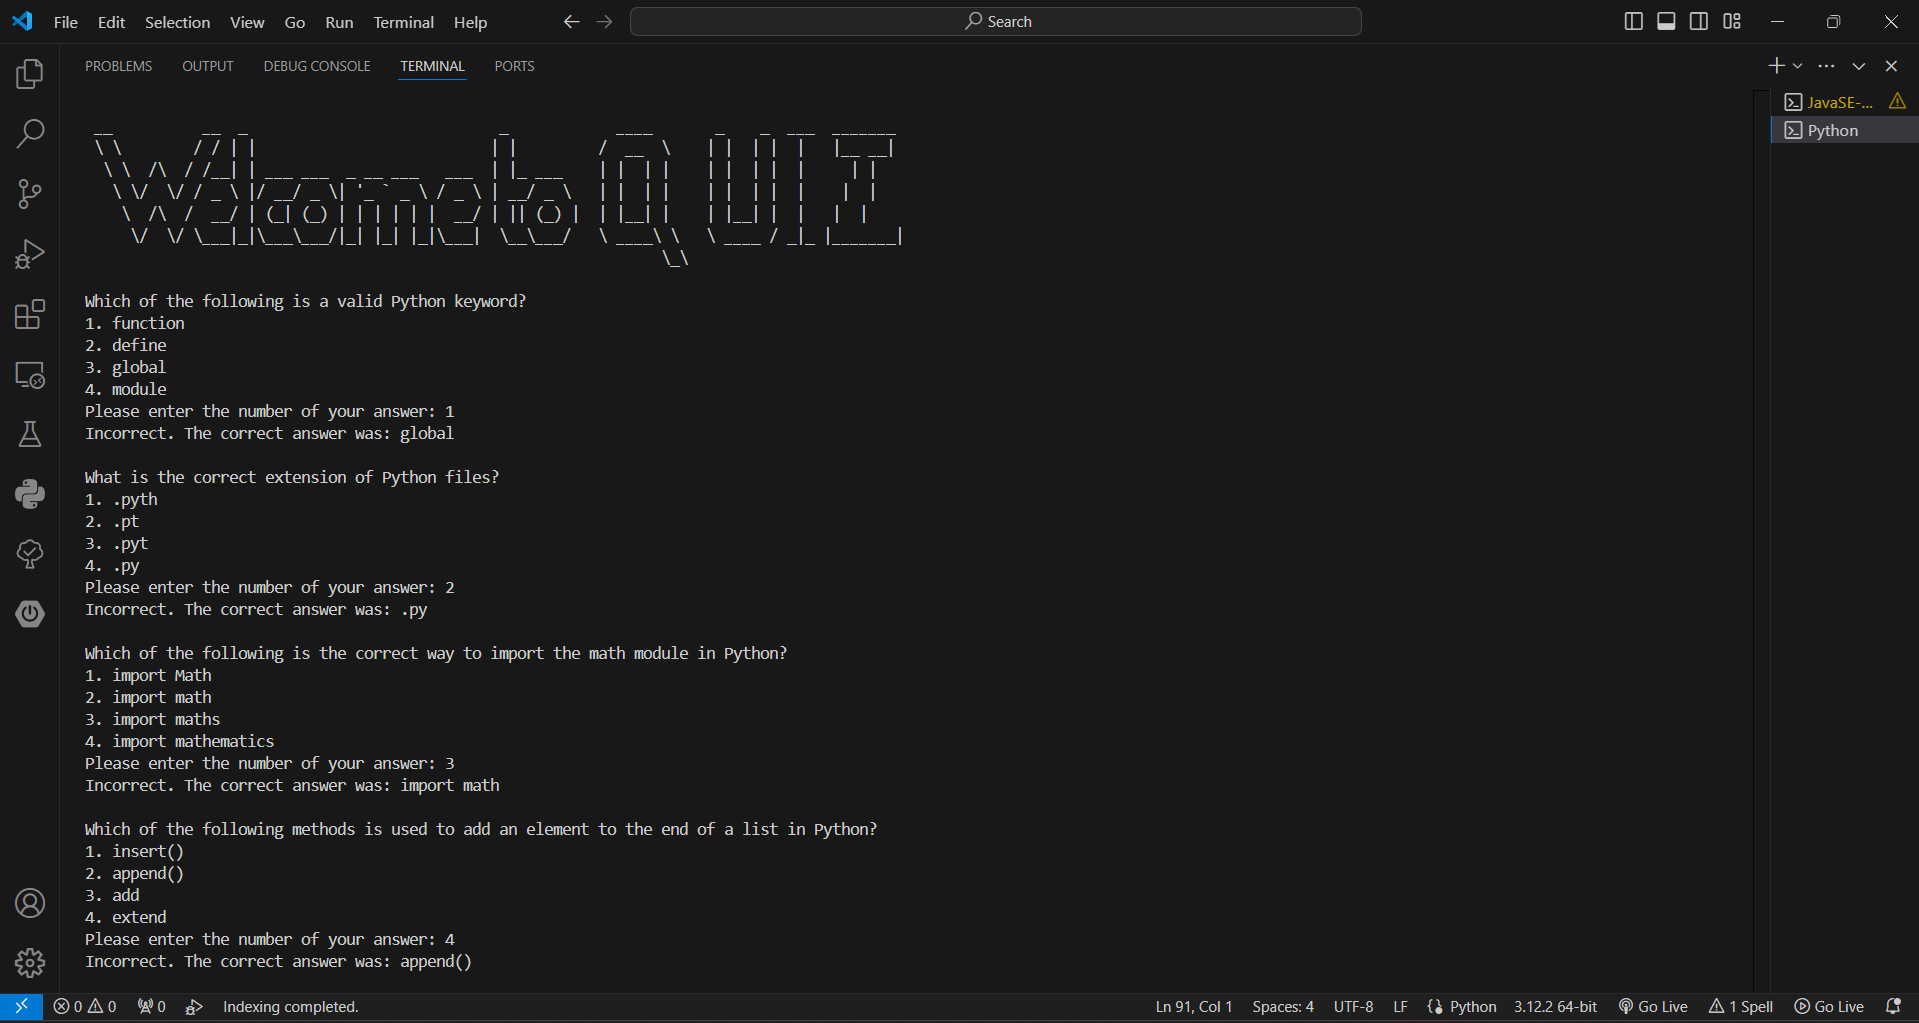 File Edit Selection View Go Run Terminal Help
Search
PROBLEMS OUTPUT DEBUG CONSOLE TERMINAL PORTS
JavaSE-...
Python
Welcome to QUIZ
Which of the following is a valid Python keyword?
1. function
2. define
3. global
4. module
Please enter the number of your answer: 1
Incorrect. The correct answer was: global
What is the correct extension of Python files?
1. .pyth
2. .pt
3. .pyt
4. .py
Please enter the number of your answer: 2
Incorrect. The correct answer was: .py
Which of the following is the correct way to import the math module in Python?
1. import Math
2. import math
3. import maths
4. import mathematics
Please enter the number of your answer: 3
Incorrect. The correct answer was: import math
Which of the following methods is used to add an element to the end of a list in Python?
1. insert()
2. append()
3. add
4. extend
Please enter the number of your answer: 4
Incorrect. The correct answer was: append()
0 0 0 Indexing completed. Ln 91, Col 1 Spaces: 4 UTF-8 LF Python 3.12.2 64-bit Go Live 1 Spell Go Live